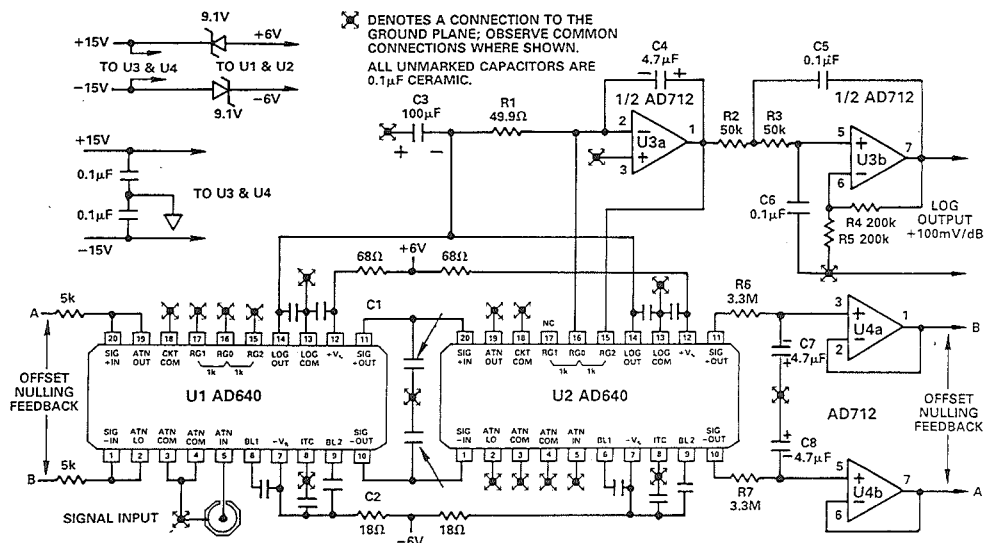 9.1V
+15V
+6V
TO U3 & U4
TO U1 & U2
−15V
−6V
9.1V
DENOTES A CONNECTION TO THE
GROUND PLANE; OBSERVE COMMON
CONNECTIONS WHERE SHOWN.
ALL UNMARKED CAPACITORS ARE
0.1μF CERAMIC.
+15V
0.1μF
TO U3 & U4
0.1μF
−15V
C3
100μF
+ −
R1
49.9Ω
C4
4.7μF
− +
1/2 AD712
2 −
U3a
1
+
3
R2
50k
R3
50k
C5
0.1μF
1/2 AD712
5
+
U3b
7
−
6
C6
0.1μF
R4 200k
R5 200k
LOG
OUTPUT
+100mV/dB
68Ω
+6V
68Ω
A
5k
C1
20 19 18 17 16 15 14 13 12 11
SIG +IN
ATN OUT
CKT COM
RG1
RG0
RG2
LOG OUT
LOG COM
+Vs
SIG +OUT
1k 1k
U1 AD640
SIG −IN
ATN LO
ATN COM
ATN COM
ATN IN
BL1
−Vs
ITC
BL2
SIG −OUT
1 2 3 4 5 6 7 8 9 10
OFFSET
NULLING
FEEDBACK
B
5k
SIGNAL INPUT
C2
18Ω
−6V
18Ω
NC
20 19 18 17 16 15 14 13 12 11
SIG +IN
ATN OUT
CKT COM
RG1
RG0
RG2
LOG OUT
LOG COM
+Vs
SIG +OUT
1k 1k
U2 AD640
SIG −IN
ATN LO
ATN COM
ATN COM
ATN IN
BL1
−Vs
ITC
BL2
SIG −OUT
1 2 3 4 5 6 7 8 9 10
R6
3.3M
3
+
U4a
1
−
2
B
C7
4.7μF
− +
AD712
OFFSET
NULLING
FEEDBACK
C8
4.7μF
+ −
R7
3.3M
5
+
U4b
7
−
6
A